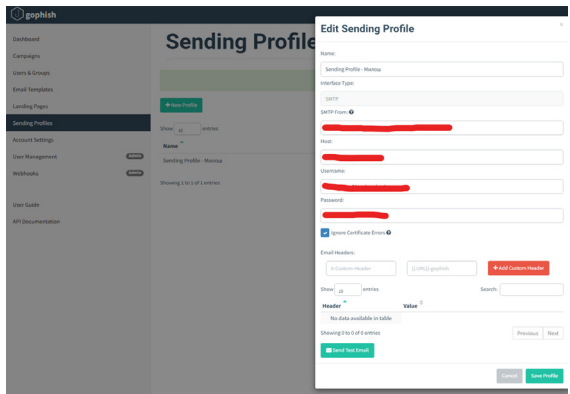 gophish
Dashboard
Campaigns
Users & Groups
Email Templates
Landing Pages
Sending Profiles
Account Settings
User Management Admin
Webhooks Admin
User Guide
API Documentation
Sending Profile
+ New Profile
Show 10 entries
Name
Sending Profile - Милош
Showing 1 to 1 of 1 entries
Edit Sending Profile
×
Name:
Sending Profile - Милош
Interface Type:
SMTP
SMTP From:
Host:
Username:
Password:
Ignore Certificate Errors
Email Headers:
X-Custom-Header {{.URL}}-gophish + Add Custom Header
Show 10 entries Search:
Header Value
No data available in table
Showing 0 to 0 of 0 entries Previous Next
Send Test Email
Cancel Save Profile